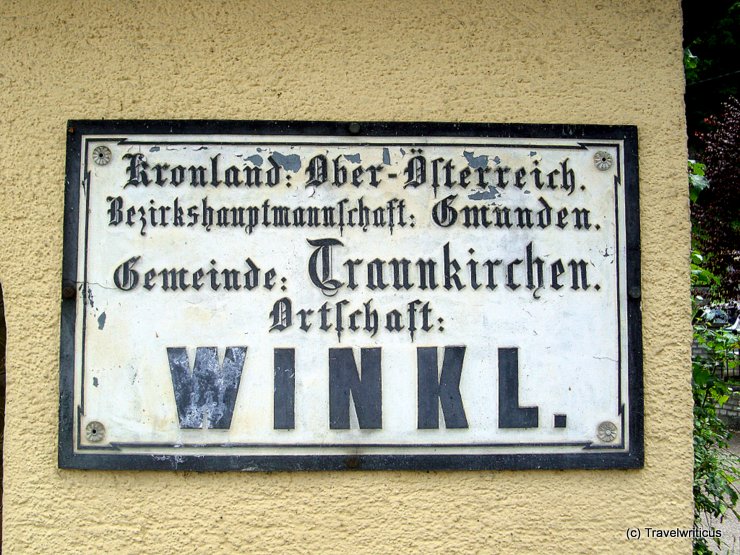 Kronland: Ober-Österreich.
Bezirkshauptmannschaft: Gmunden.
Gemeinde: Traunkirchen.
Ortschaft:
WINKL.
(c) Travelwriticus